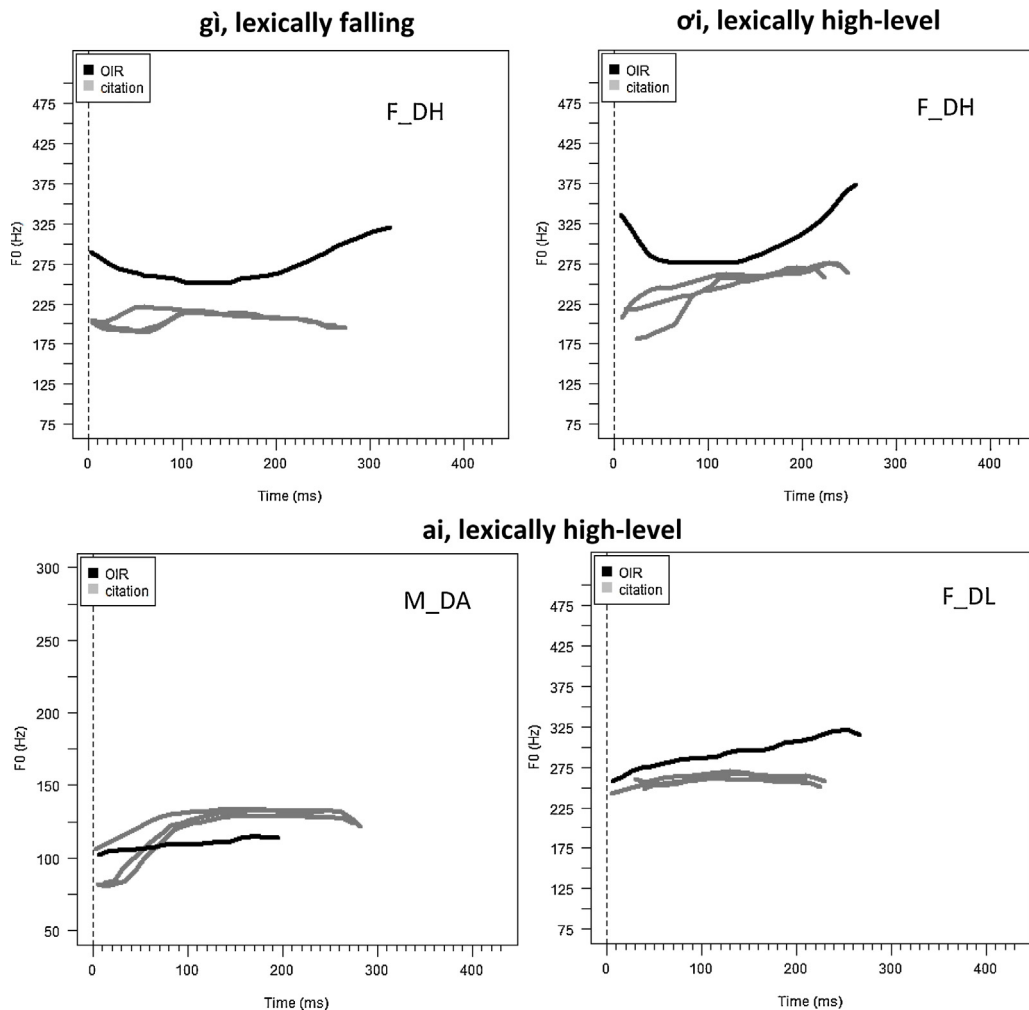 gì, lexically falling
OIR
citation
F_DH
475
425
375
325
275
225
175
125
75
F0 (Hz)
0 100 200 300 400
Time (ms)
ơi, lexically high-level
OIR
citation
F_DH
475
425
375
325
275
225
175
125
75
F0 (Hz)
0 100 200 300 400
Time (ms)
ai, lexically high-level
OIR
citation
M_DA
300
250
200
150
100
50
F0 (Hz)
0 100 200 300 400
Time (ms)
OIR
citation
F_DL
475
425
375
325
275
225
175
125
75
F0 (Hz)
0 100 200 300 400
Time (ms)